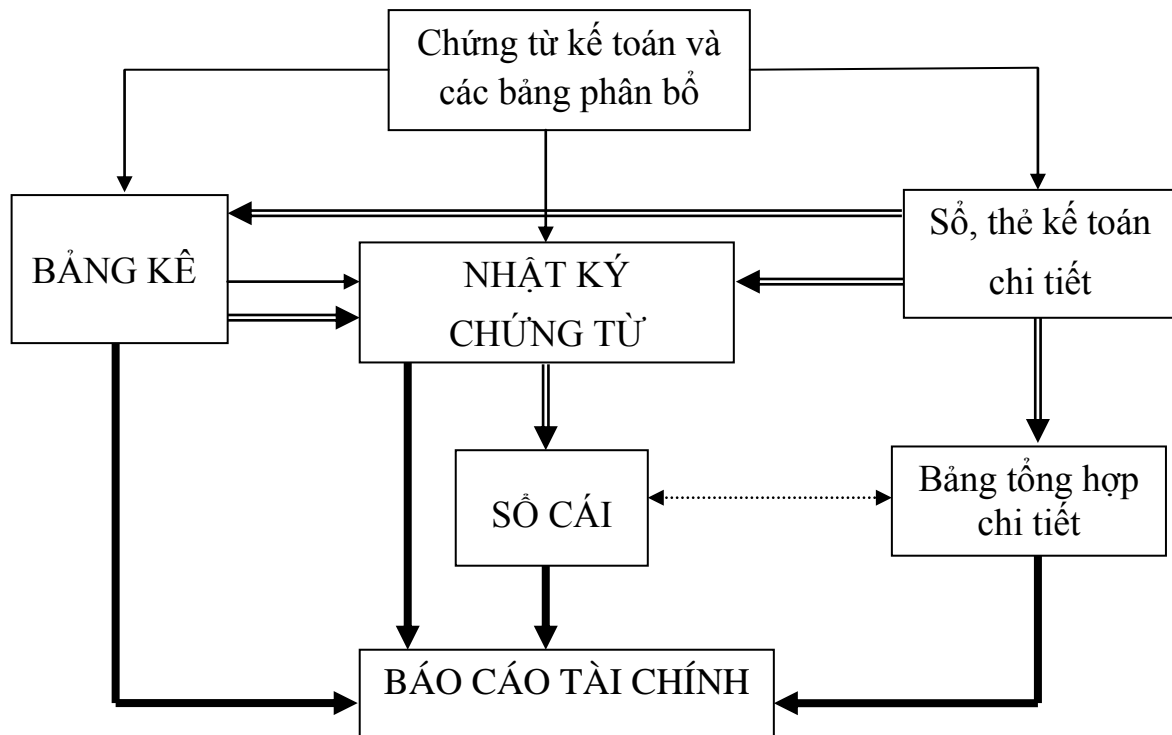 Chứng từ kế toán và
các bảng phân bổ
BẢNG KÊ
NHẬT KÝ
CHỨNG TỪ
Sổ, thẻ kế toán
chi tiết
SỔ CÁI
Bảng tổng hợp
chi tiết
BÁO CÁO TÀI CHÍNH